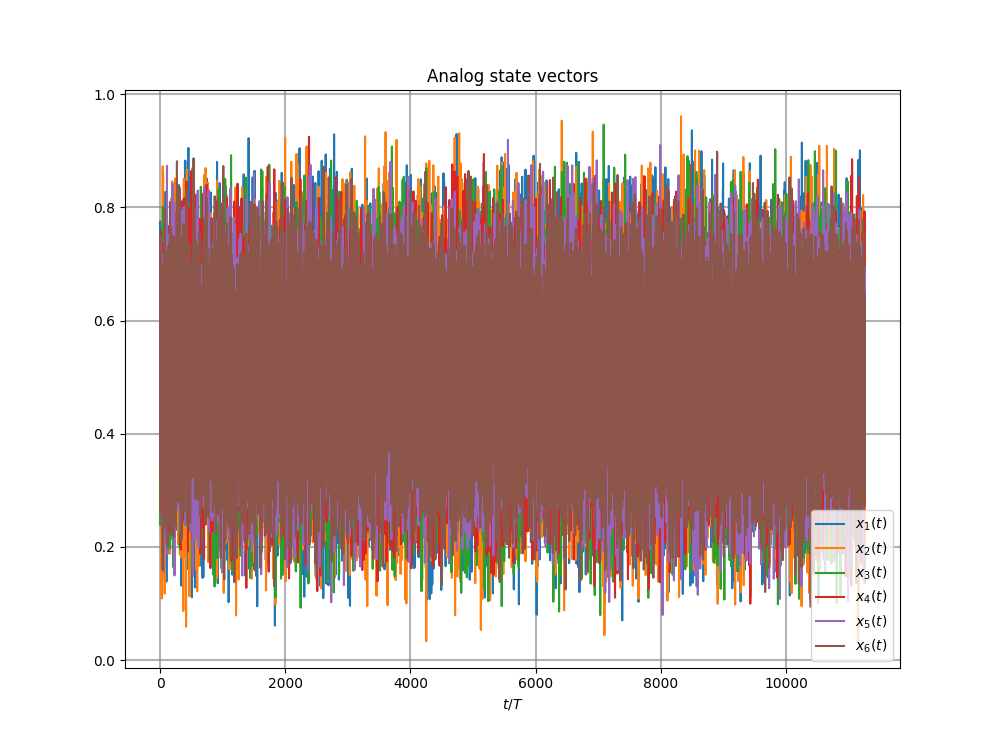 Analog state vectors
1.0
0.8
0.6
0.4
0.2
0.0
0 2000 4000 6000 8000 10000
t/T
x₁(t)
x₂(t)
x₃(t)
x₄(t)
x₅(t)
x₆(t)